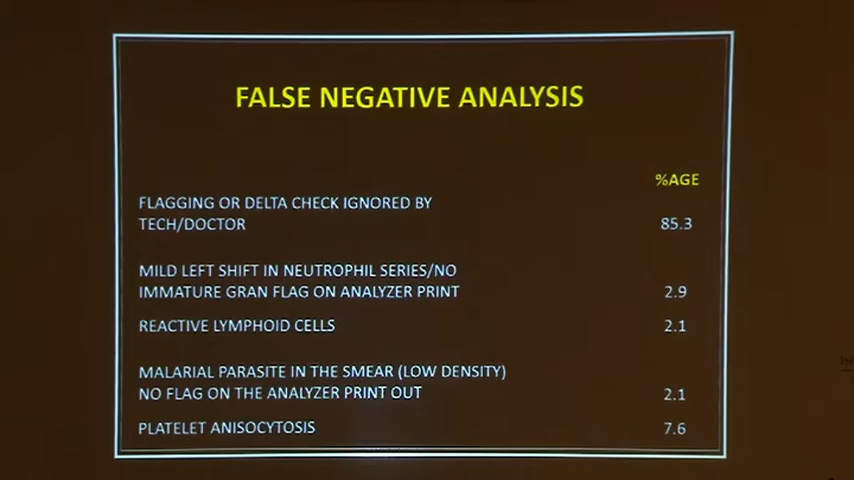 FALSE NEGATIVE ANALYSIS
%AGE
FLAGGING OR DELTA CHECK IGNORED BY
TECH/DOCTOR 85.3
MILD LEFT SHIFT IN NEUTROPHIL SERIES/NO
IMMATURE GRAN FLAG ON ANALYZER PRINT 2.9
REACTIVE LYMPHOID CELLS 2.1
MALARIAL PARASITE IN THE SMEAR (LOW DENSITY)
NO FLAG ON THE ANALYZER PRINT OUT 2.1
PLATELET ANISOCYTOSIS 7.6